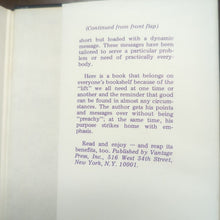 (Continued from front flap)
short but loaded with a dynamic
message. These messages have been
tailored to serve a particular prob-
lem or need of practically every-
body.
Here is a book that belongs on
everyone's bookshelf because of the
"lift" we all need at one time or
another and the reminder that good
can be found in almost any circum-
stances. The author gets his points
and messages over without being
"preachy"; at the same time, his
purpose strikes home with em-
phasis.
Read and enjoy — and reap its
benefits, too. Published by Vantage
Press, Inc., 516 West 34th Street,
New York, N.Y. 10001.